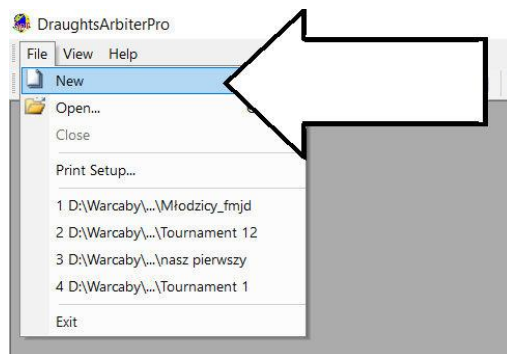 DraughtsArbiterPro
File View Help
New
Open...
Close
Print Setup...
1 D:\Warcaby\...\Młodzicy_fmjd
2 D:\Warcaby\...\Tournament 12
3 D:\Warcaby\...\nasz pierwszy
4 D:\Warcaby\...\Tournament 1
Exit